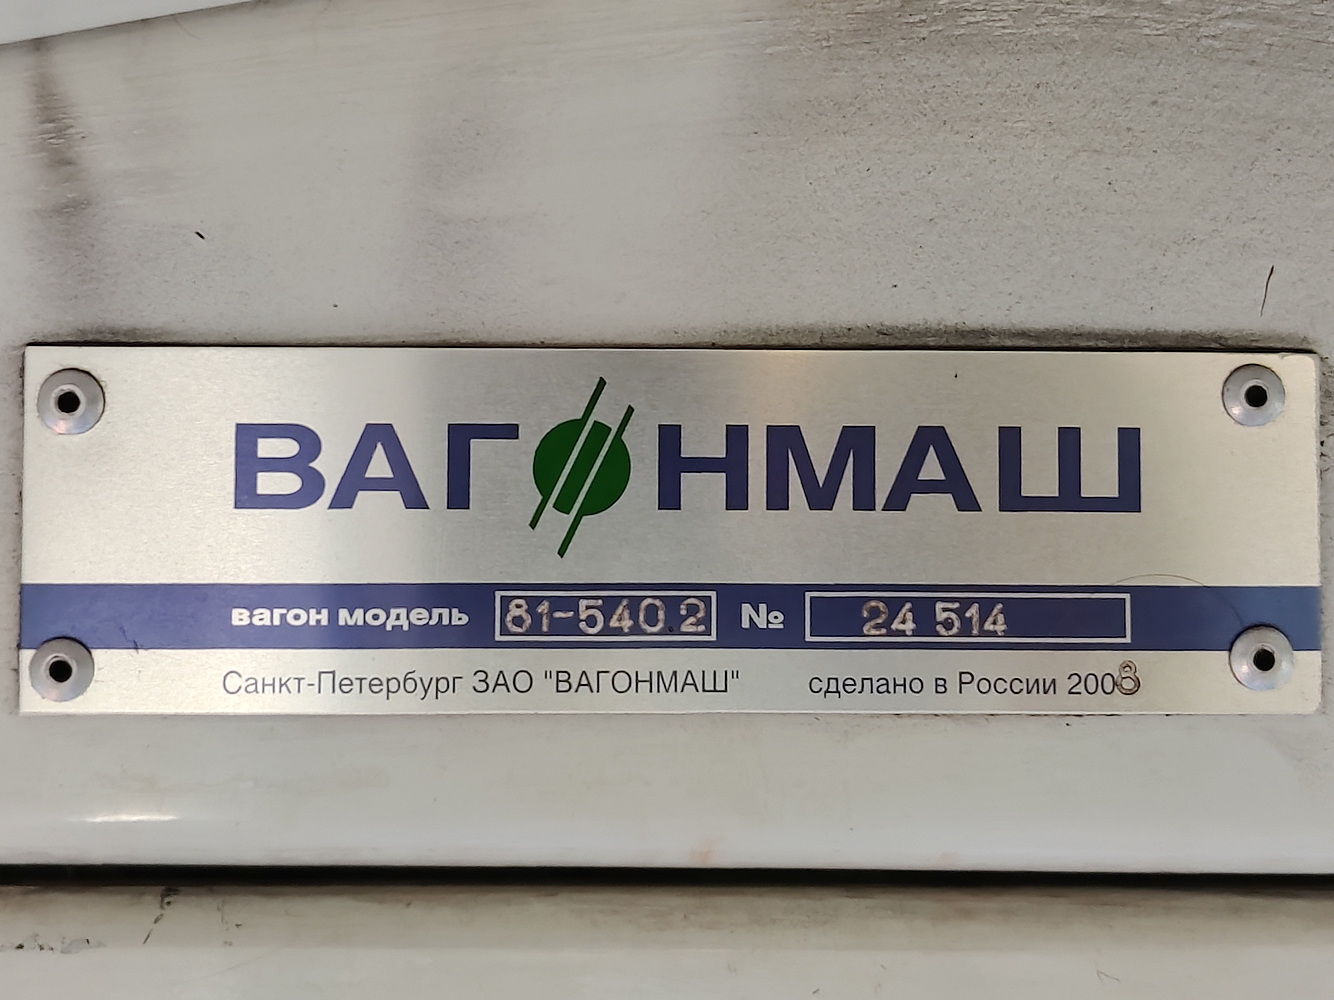 ВАГОНМАШ
вагон модель 81-540.2 № 24 514
Санкт-Петербург ЗАО "ВАГОНМАШ" сделано в России 2008